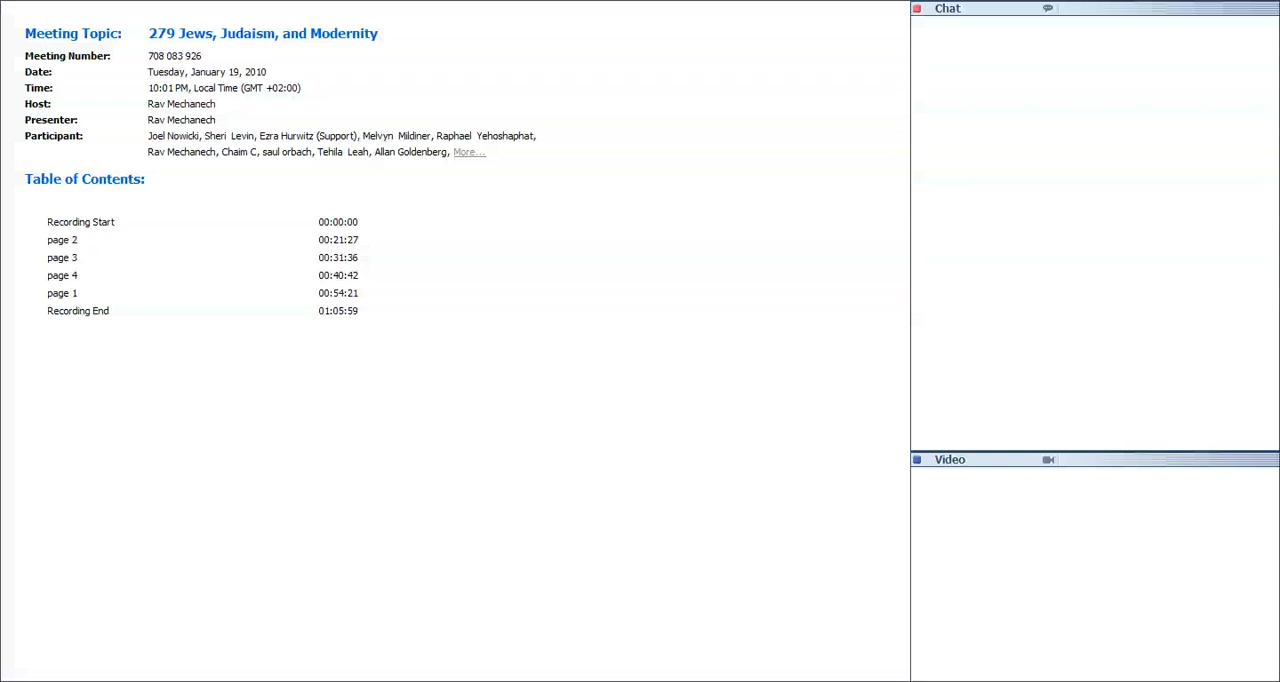 Meeting Topic: 279 Jews, Judaism, and Modernity
Meeting Number: 708 083 926
Date: Tuesday, January 19, 2010
Time: 10:01 PM, Local Time (GMT +02:00)
Host: Rav Mechanech
Presenter: Rav Mechanech
Participant: Joel Nowicki, Sheri Levin, Ezra Hurwitz (Support), Melvyn Mildiner, Raphael Yehoshaphat,
Rav Mechanech, Chaim C, saul orbach, Tehila Leah, Allan Goldenberg, More...
Table of Contents:
Recording Start 00:00:00
page 2 00:21:27
page 3 00:31:36
page 4 00:40:42
page 1 00:54:21
Recording End 01:05:59
Chat
Video